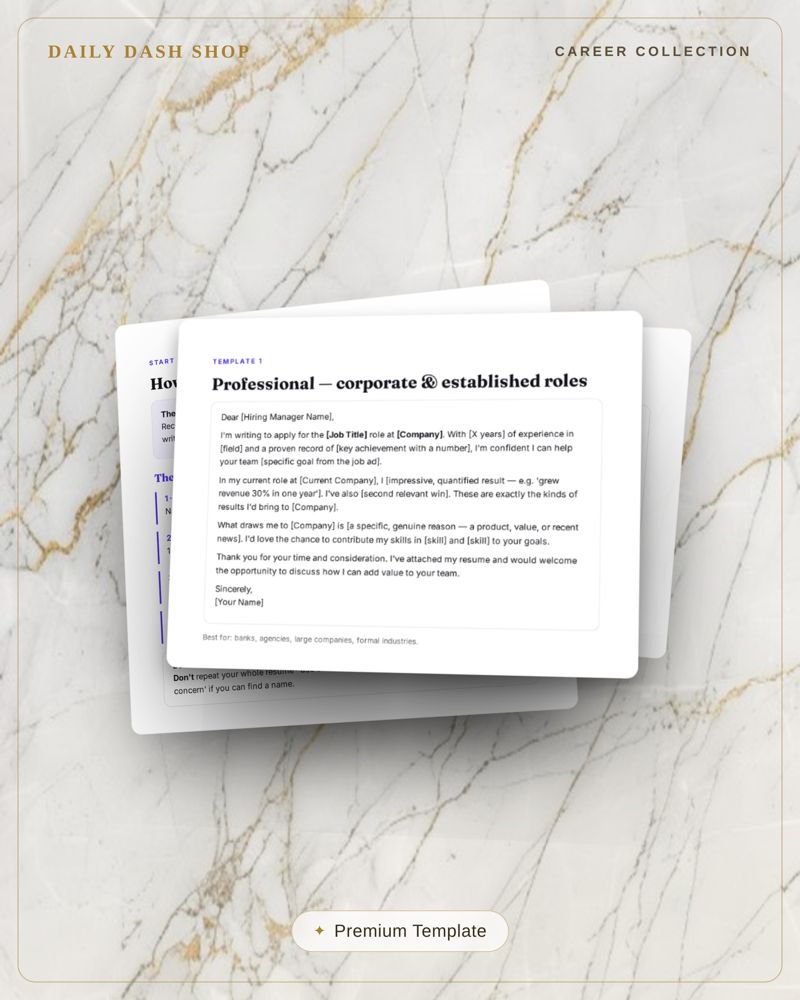 DAILY DASH SHOP
CAREER COLLECTION
START
How
The
Rec
writ
The
1
N
2
1
TEMPLATE 1
Professional — corporate & established roles
Dear [Hiring Manager Name],
I'm writing to apply for the [Job Title] role at [Company]. With [X years] of experience in
[field] and a proven record of [key achievement with a number], I'm confident I can help
your team [specific goal from the job ad].
In my current role at [Current Company], I [impressive, quantified result — e.g. 'grew
revenue 30% in one year']. I've also [second relevant win]. These are exactly the kinds of
results I'd bring to [Company].
What draws me to [Company] is [a specific, genuine reason — a product, value, or recent
news]. I'd love the chance to contribute my skills in [skill] and [skill] to your goals.
Thank you for your time and consideration. I've attached my resume and would welcome
the opportunity to discuss how I can add value to your team.
Sincerely,
[Your Name]
Best for: banks, agencies, large companies, formal industries.
Don't repeat your whole resume
concern' if you can find a name.
✦ Premium Template